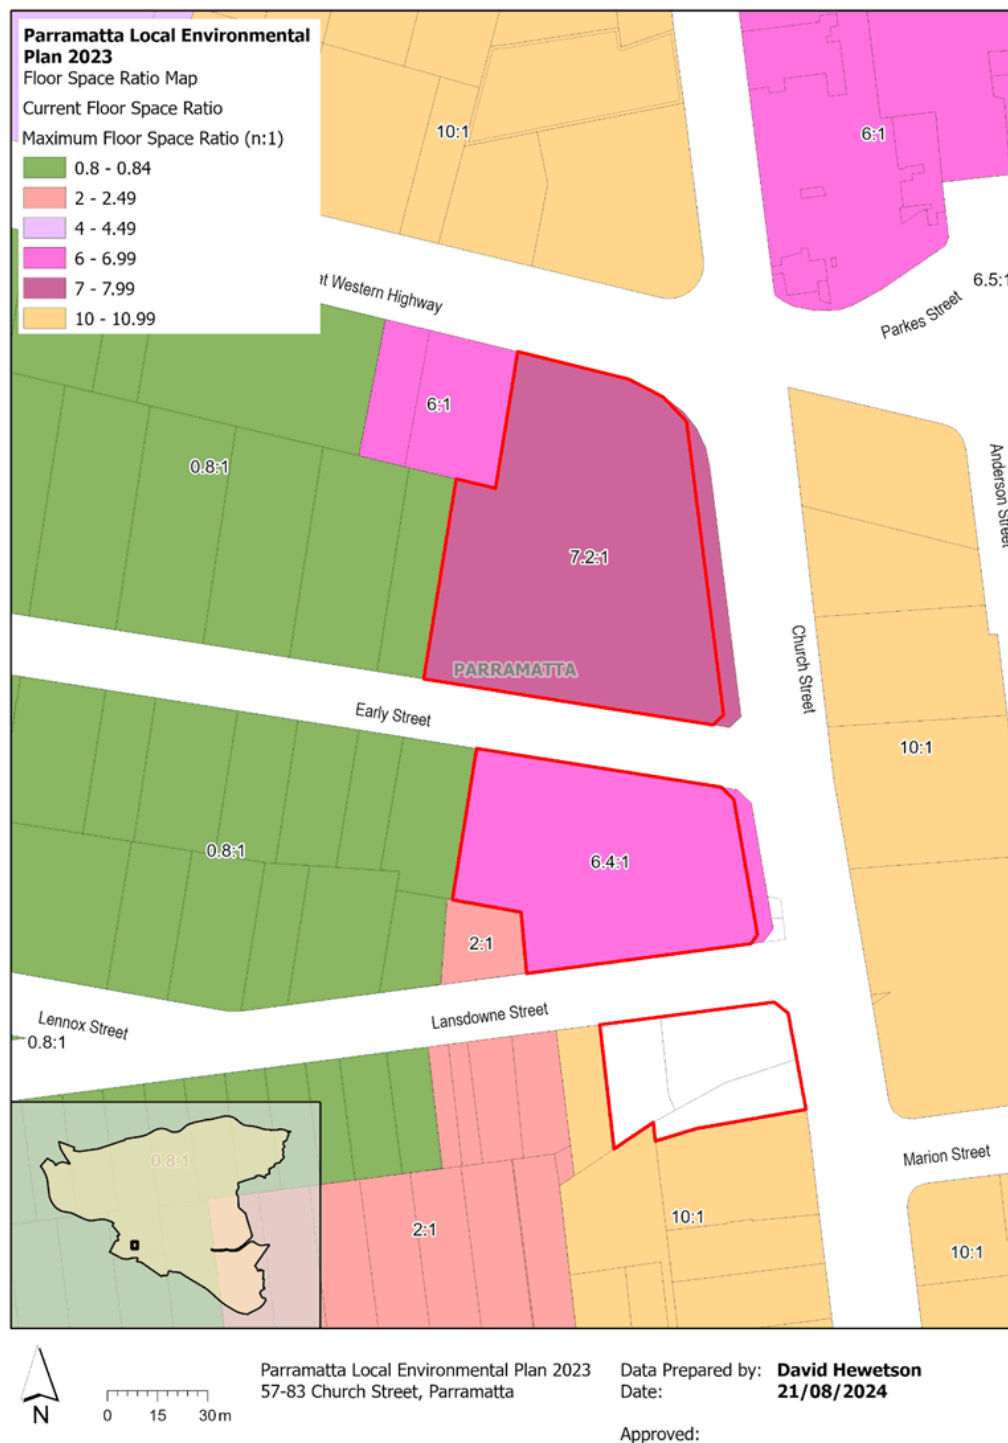 Parramatta Local Environmental
Plan 2023
Floor Space Ratio Map
Current Floor Space Ratio
Maximum Floor Space Ratio (n:1)
0.8 - 0.84
2 - 2.49
4 - 4.49
6 - 6.99
7 - 7.99
10 - 10.99
10:1
6:1
6.5:1
Parkes Street
at Western Highway
6:1
0.8:1
Anderson Street
7.2:1
Church Street
PARRAMATTA
Early Street
10:1
0.8:1
6.4:1
2:1
Lansdowne Street
Lennox Street
0.8:1
Marion Street
0.8:1
2:1
10:1
10:1
N
0 15 30 m
Parramatta Local Environmental Plan 2023
57-83 Church Street, Parramatta
Data Prepared by: David Hewetson
Date: 21/08/2024
Approved: